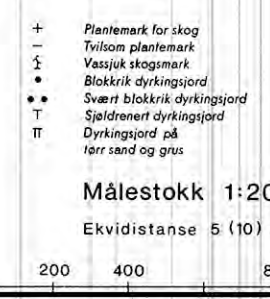 + Plantemark for skog
– Tvilsom plantemark
Vassjuk skogsmark
• Blokkrik dyrkingsjord
•• Svært blokkrik dyrkingsjord
T Sjøldrenert dyrkingsjord
π Dyrkingsjord på
tørr sand og grus
Målestokk 1:20
Ekvidistanse 5 (10)
200 400 8